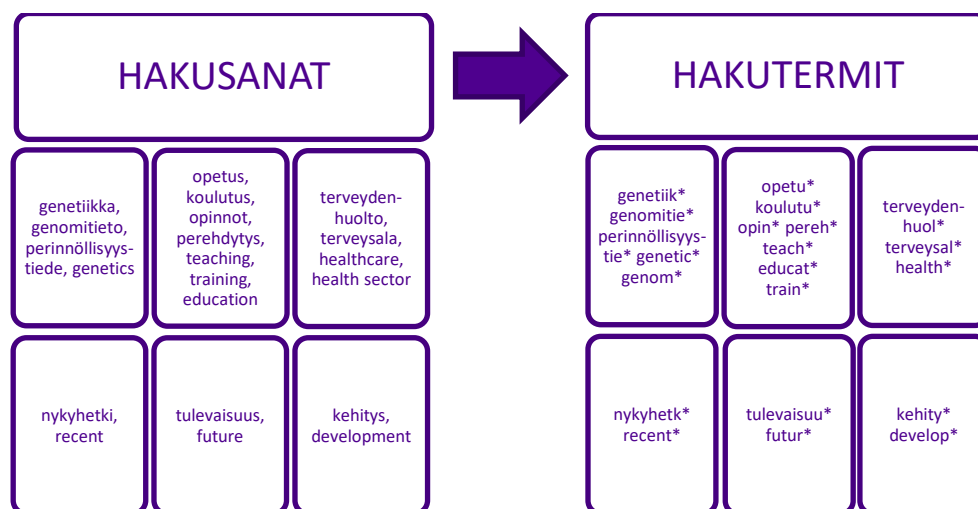 HAKUSANAT
genetiikka,
genomitieto,
perinnöllisyys-
tiede, genetics
opetus,
koulutus,
opinnot,
perehdytys,
teaching,
training,
education
terveyden-
huolto,
terveysala,
healthcare,
health sector
nykyhetki,
recent
tulevaisuus,
future
kehitys,
development
HAKUTERMIT
genetiik*
genomitie*
perinnöllisyys-
tie* genetic*
genom*
opetu*
koulutu*
opin* pereh*
teach*
educat*
train*
terveyden-
huol*
terveysal*
health*
nykyhetk*
recent*
tulevaisuu*
futur*
kehity*
develop*